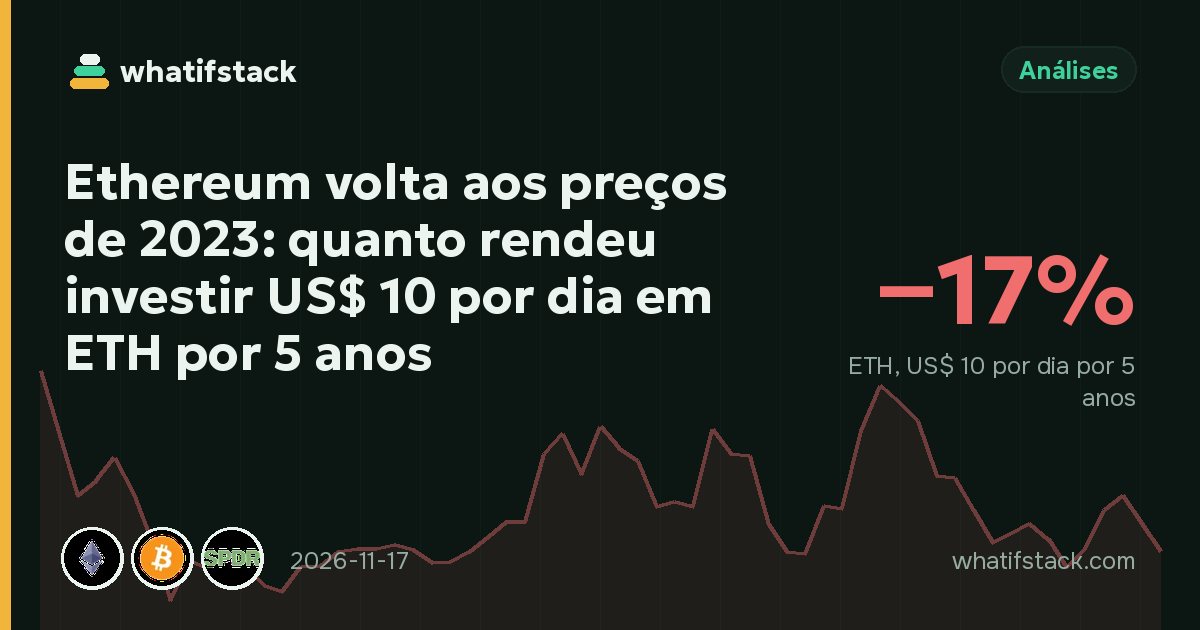 whatifstack
Análises
Ethereum volta aos preços
de 2023: quanto rendeu
investir US$ 10 por dia em
ETH por 5 anos
−17%
ETH, US$ 10 por dia por 5
anos
SPDR
2026-11-17
whatifstack.com